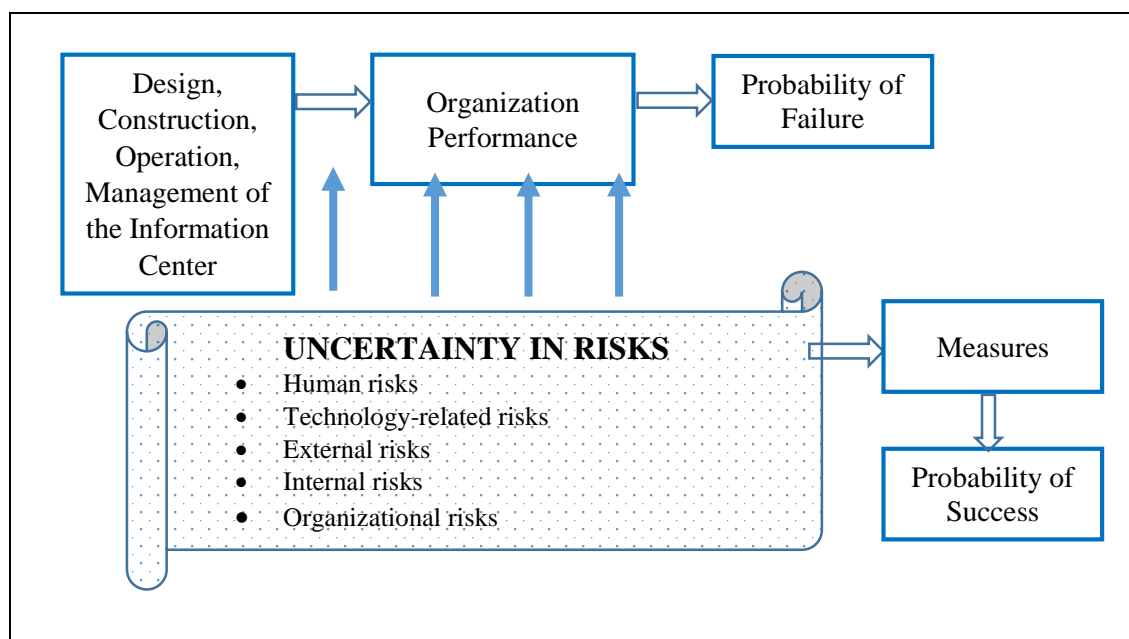 Design,
Construction,
Operation,
Management of
the Information
Center
Organization
Performance
Probability of
Failure
UNCERTAINTY IN RISKS
• Human risks
• Technology-related risks
• External risks
• Internal risks
• Organizational risks
Measures
Probability of
Success